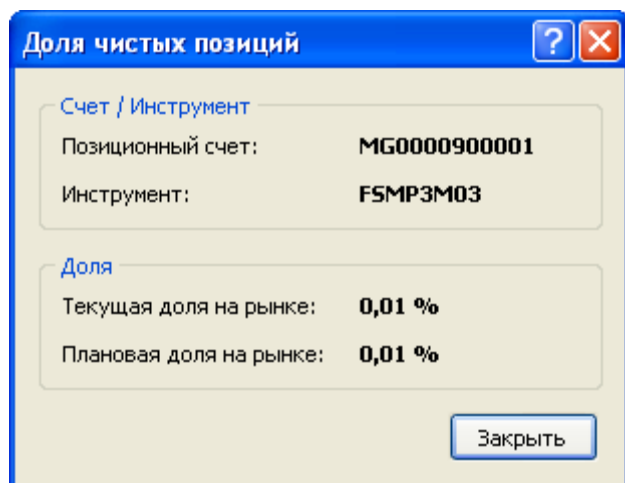 Доля чистых позиций
Счет / Инструмент
Позиционный счет: MG0000900001
Инструмент: FSMP3M03
Доля
Текущая доля на рынке: 0,01 %
Плановая доля на рынке: 0,01 %
Закрыть